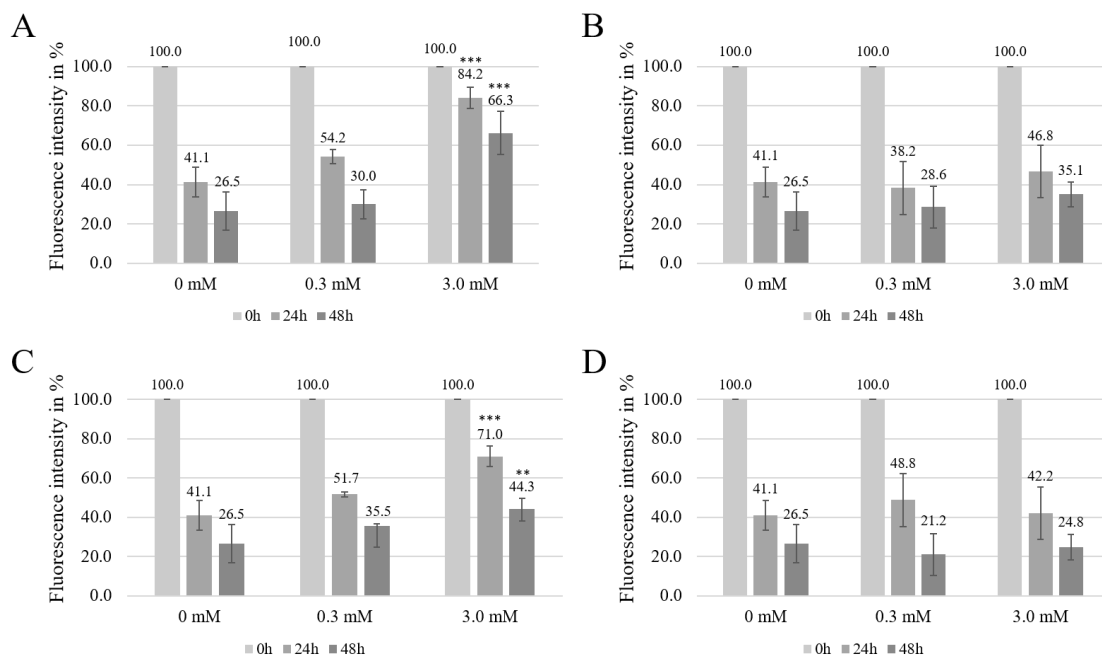 A
Fluorescence intensity in %
100.0 100.0 100.0
100.0
80.0
60.0
40.0
20.0
0.0
41.1 26.5
54.2 30.0
*** ***
84.2 66.3
0 mM 0.3 mM 3.0 mM
0h 24h 48h
B
Fluorescence intensity in %
100.0 100.0 100.0
100.0
80.0
60.0
40.0
20.0
0.0
41.1 26.5
38.2 28.6
46.8 35.1
0 mM 0.3 mM 3.0 mM
0h 24h 48h
C
Fluorescence intensity in %
100.0 100.0 100.0
100.0
80.0
60.0
40.0
20.0
0.0
41.1 26.5
51.7 35.5
*** **
71.0 44.3
0 mM 0.3 mM 3.0 mM
0h 24h 48h
D
Fluorescence intensity in %
100.0 100.0 100.0
100.0
80.0
60.0
40.0
20.0
0.0
41.1 26.5
48.8 21.2
42.2 24.8
0 mM 0.3 mM 3.0 mM
0h 24h 48h